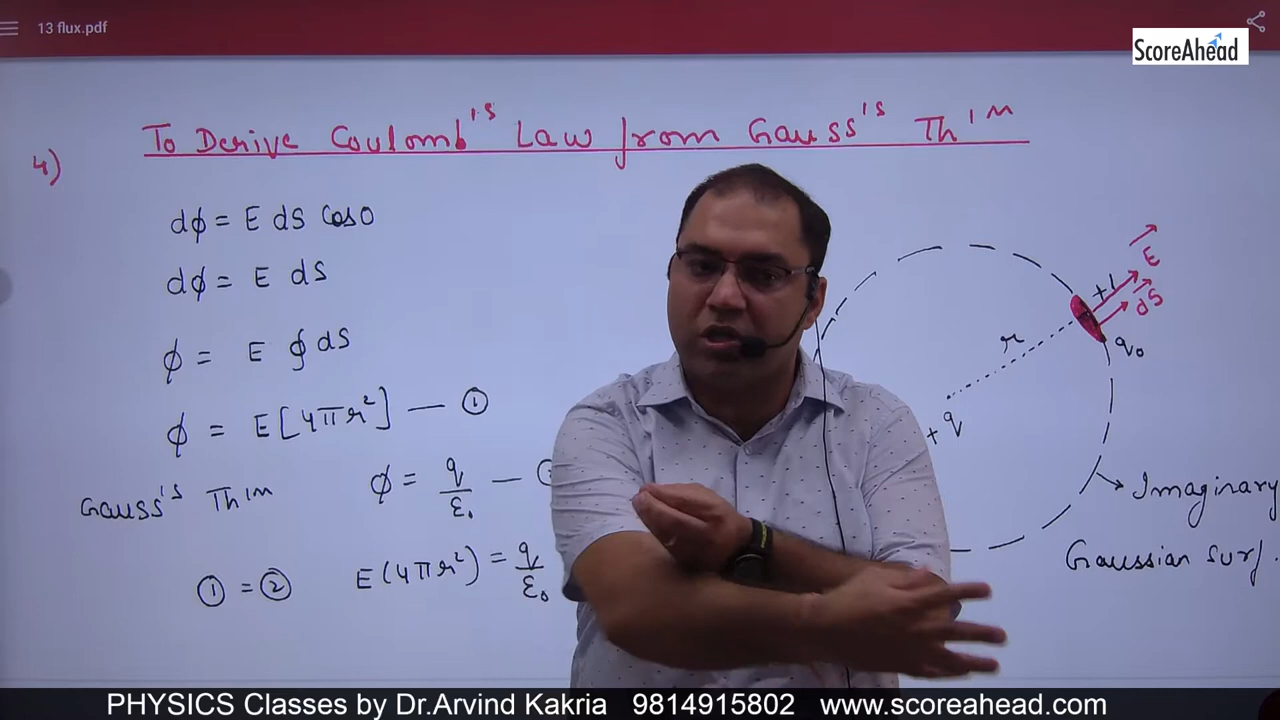 13 flux.pdf
ScoreAhead
4) To Derive Coulomb's Law from Gauss's Th'm
dϕ = E ds Cos0
dϕ = E ds
ϕ = E ∮ds
ϕ = E[4πr²] — ①
Gauss's Th'm ϕ = q/ε₀ —
① = ② E(4πr²) = q/ε₀
E
+1
dS
q₀
r
+q
Imaginary
Gaussian Surf.
PHYSICS Classes by Dr.Arvind Kakria 9814915802 www.scoreahead.com